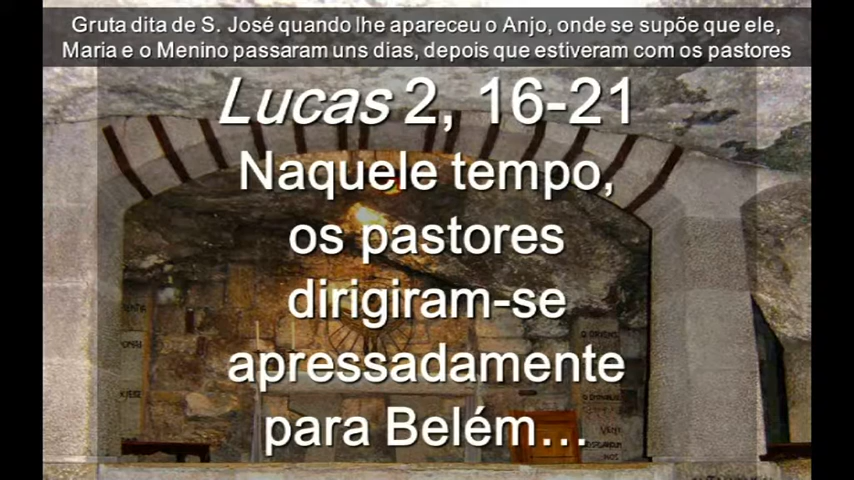 Gruta dita de S. José quando lhe apareceu o Anjo, onde se supõe que ele,
Maria e o Menino passaram uns dias, depois que estiveram com os pastores
Lucas 2, 16-21
Naquele tempo,
os pastores
dirigiram-se
apressadamente
para Belém...